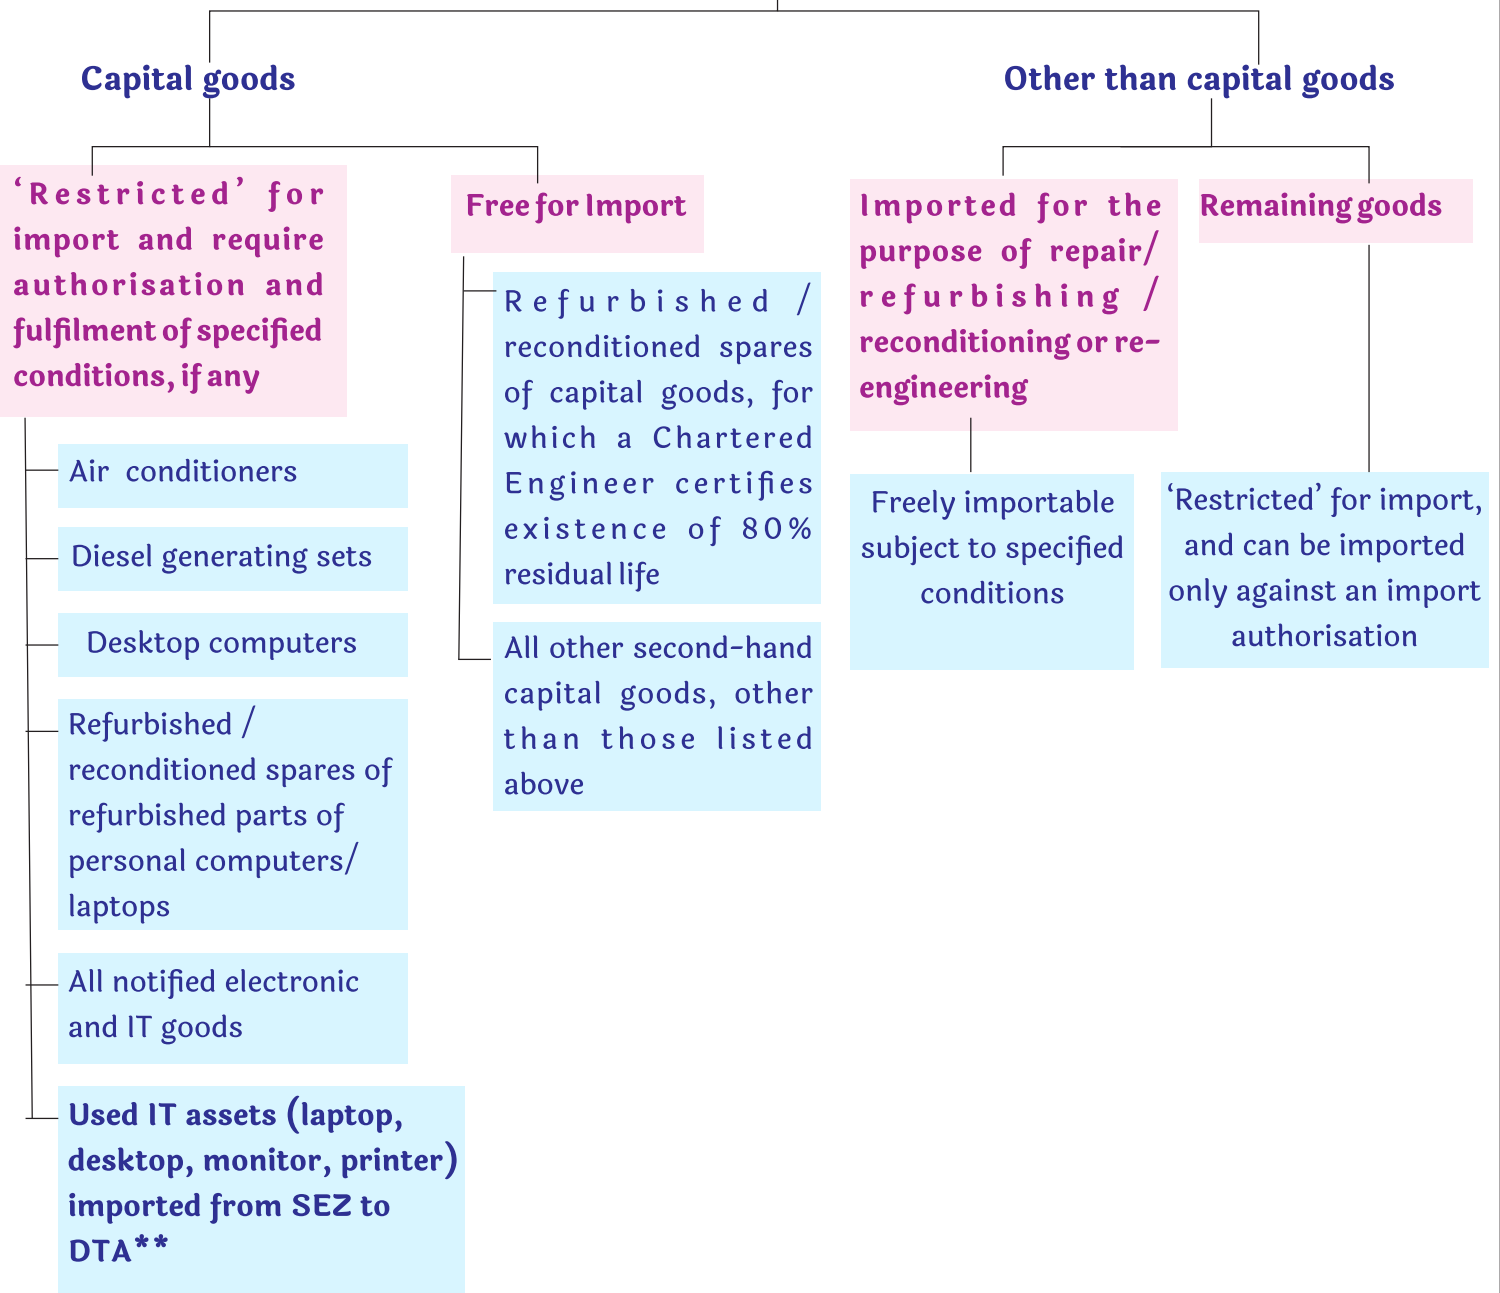 Capital goods
Other than capital goods
‘Restricted’ for
import and require
authorisation and
fulfilment of specified
conditions, if any
Air conditioners
Diesel generating sets
Desktop computers
Refurbished /
reconditioned spares of
refurbished parts of
personal computers/
laptops
All notified electronic
and IT goods
Used IT assets (laptop,
desktop, monitor, printer)
imported from SEZ to
DTA**
Free for Import
Refurbished /
reconditioned spares
of capital goods, for
which a Chartered
Engineer certifies
existence of 80%
residual life
All other second-hand
capital goods, other
than those listed
above
Imported for the
purpose of repair/
refurbishing /
reconditioning or re-
engineering
Freely importable
subject to specified
conditions
Remaining goods
‘Restricted’ for import,
and can be imported
only against an import
authorisation